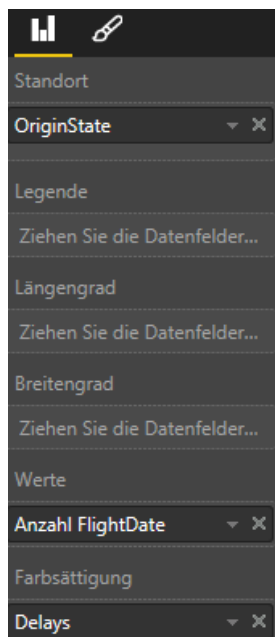 Standort
OriginState
Legende
Ziehen Sie die Datenfelder...
Längengrad
Ziehen Sie die Datenfelder...
Breitengrad
Ziehen Sie die Datenfelder...
Werte
Anzahl FlightDate
Farbsättigung
Delays